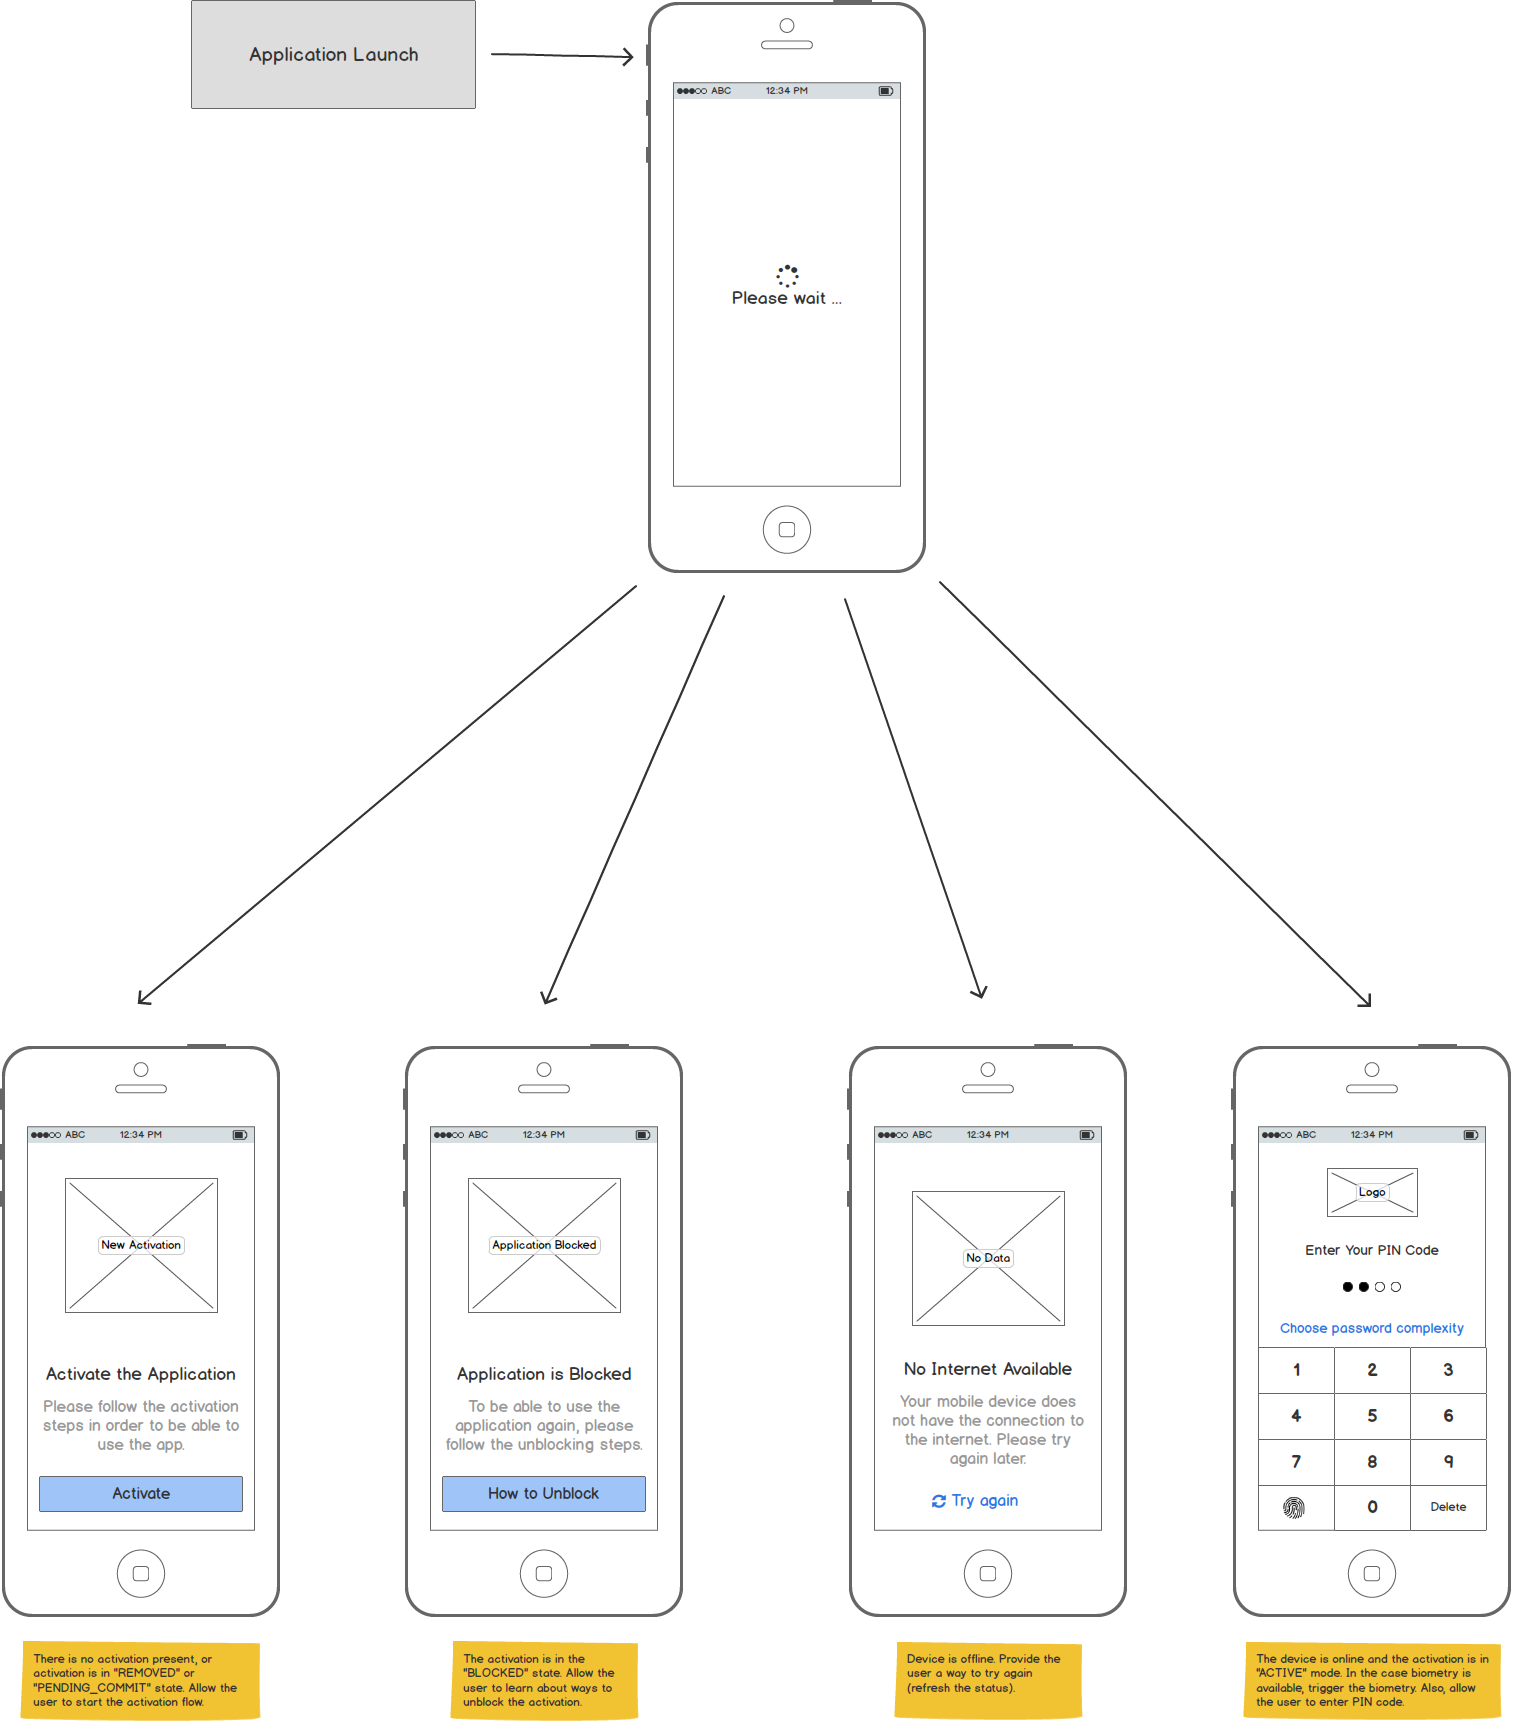 Application Launch
ABC 12:34 PM
Please wait ...
ABC 12:34 PM
New Activation
Activate the Application
Please follow the activation
steps in order to be able to
use the app.
Activate
There is no activation present, or
activation is in "REMOVED" or
"PENDING_COMMIT" state. Allow the
user to start the activation flow.
ABC 12:34 PM
Application Blocked
Application is Blocked
To be able to use the
application again, please
follow the unblocking steps.
How to Unblock
The activation is in the
"BLOCKED" state. Allow the
user to learn about ways to
unblock the activation.
ABC 12:34 PM
No Data
No Internet Available
Your mobile device does
not have the connection to
the internet. Please try
again later.
Try again
Device is offline. Provide the
user a way to try again
(refresh the status).
ABC 12:34 PM
Logo
Enter Your PIN Code
Choose password complexity
1 2 3
4 5 6
7 8 9
0 Delete
The device is online and the activation is in
"ACTIVE" mode. In the case biometry is
available, trigger the biometry. Also, allow
the user to enter PIN code.